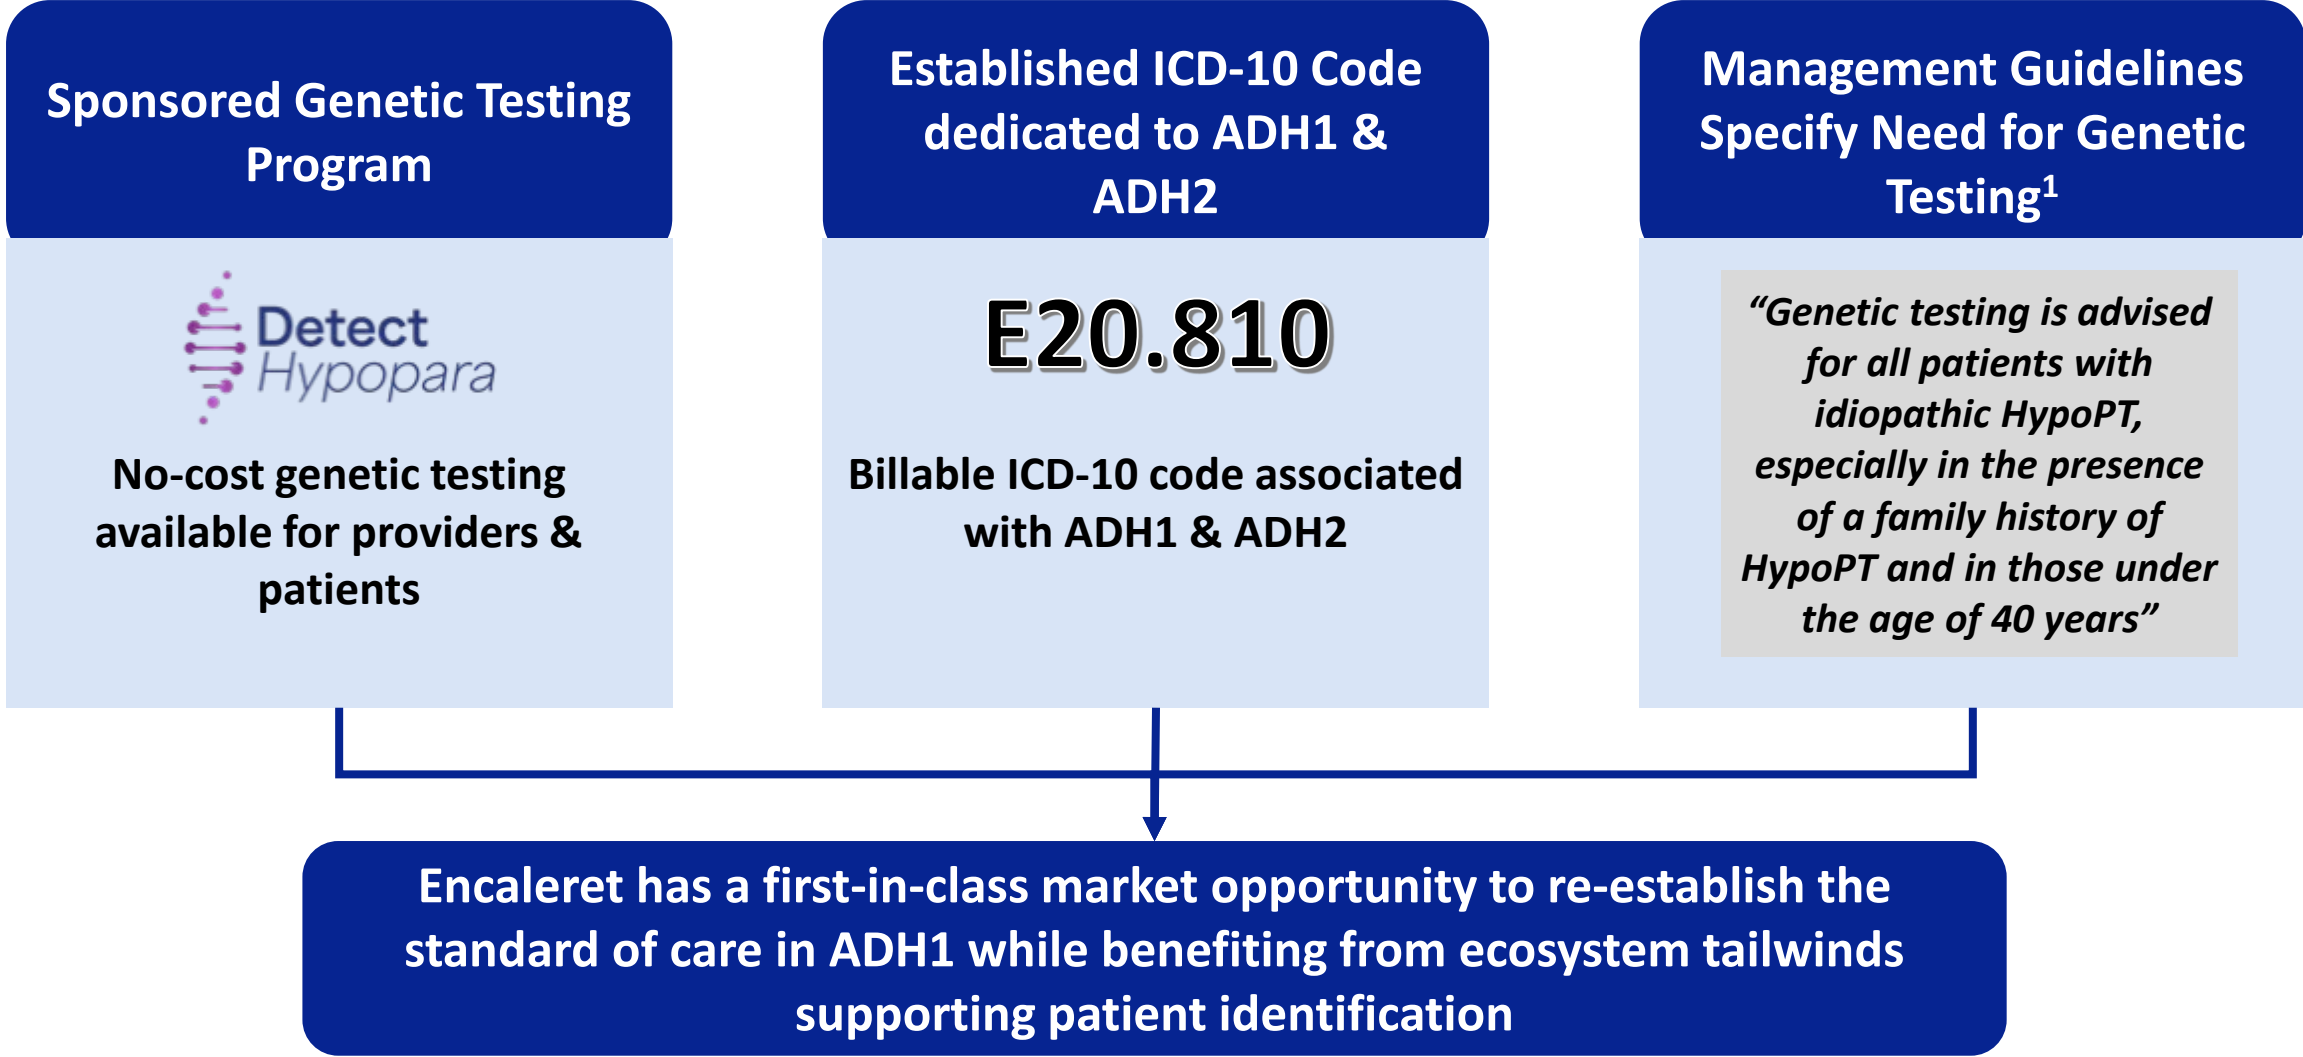 Sponsored Genetic Testing
Program
Detect
Hypopara
No-cost genetic testing
available for providers &
patients
Established ICD-10 Code
dedicated to ADH1 &
ADH2
E20.810
Billable ICD-10 code associated
with ADH1 & ADH2
Management Guidelines
Specify Need for Genetic
Testing¹
“Genetic testing is advised
for all patients with
idiopathic HypoPT,
especially in the presence
of a family history of
HypoPT and in those under
the age of 40 years”
Encaleret has a first-in-class market opportunity to re-establish the
standard of care in ADH1 while benefiting from ecosystem tailwinds
supporting patient identification